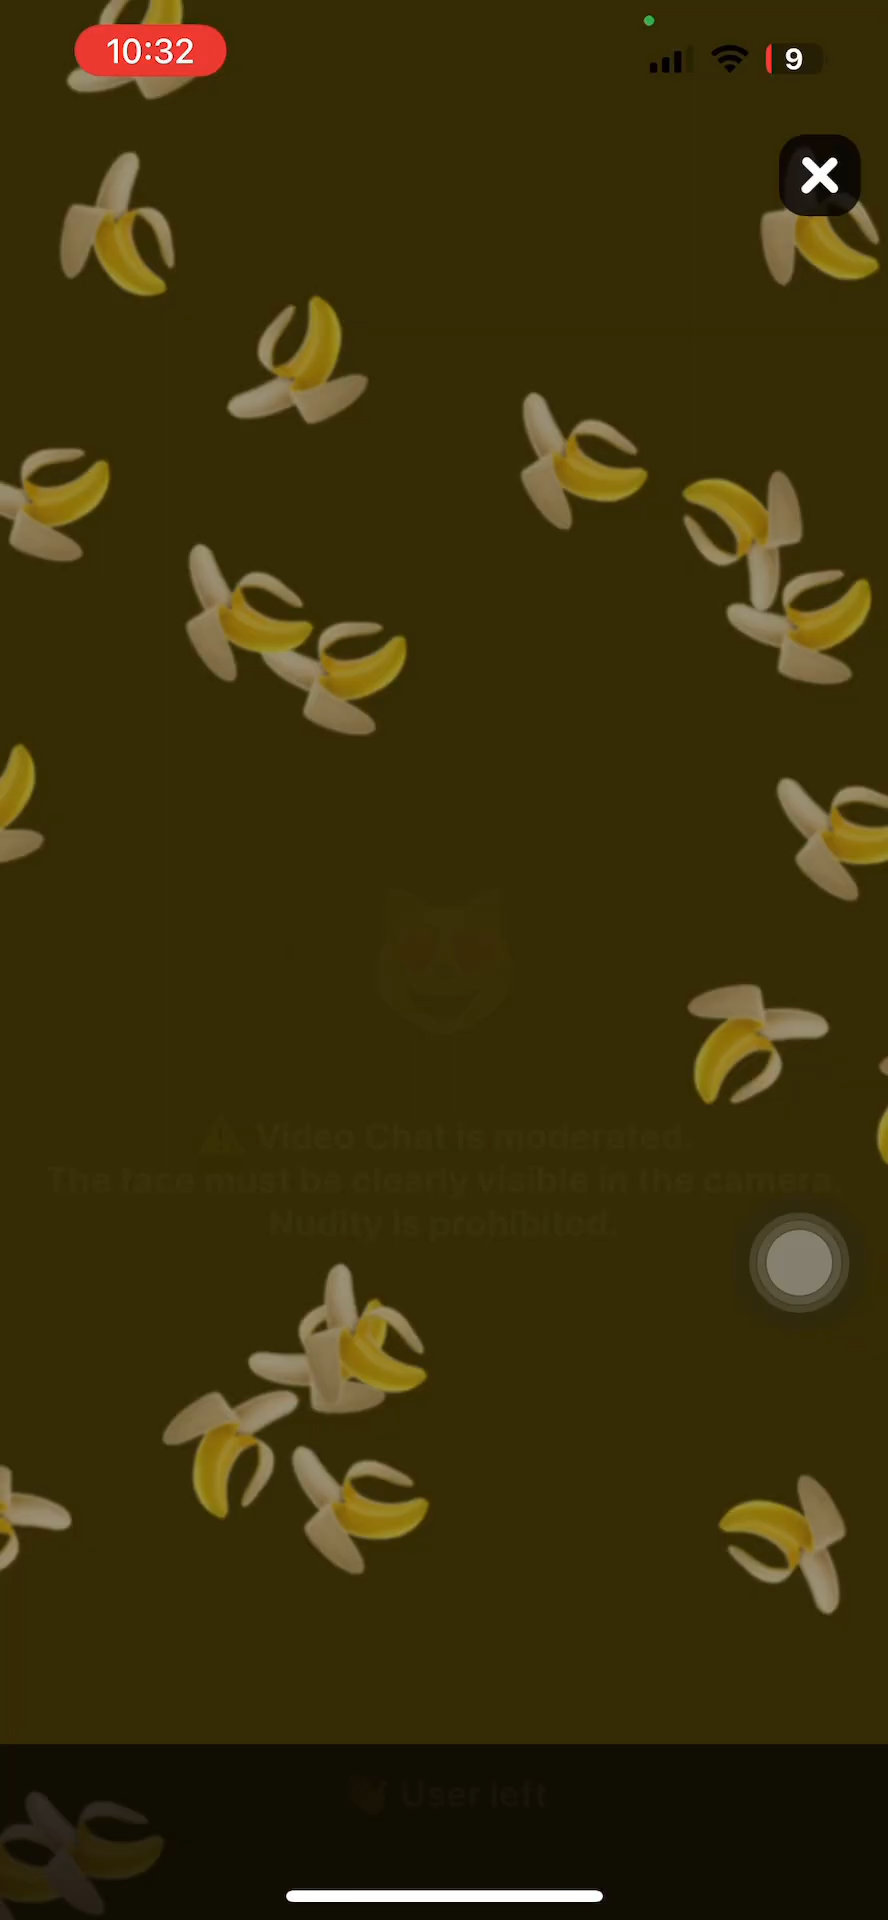 10:32
9
Video Chat is moderated.
The face must be clearly visible in the camera.
Nudity is prohibited.
User left